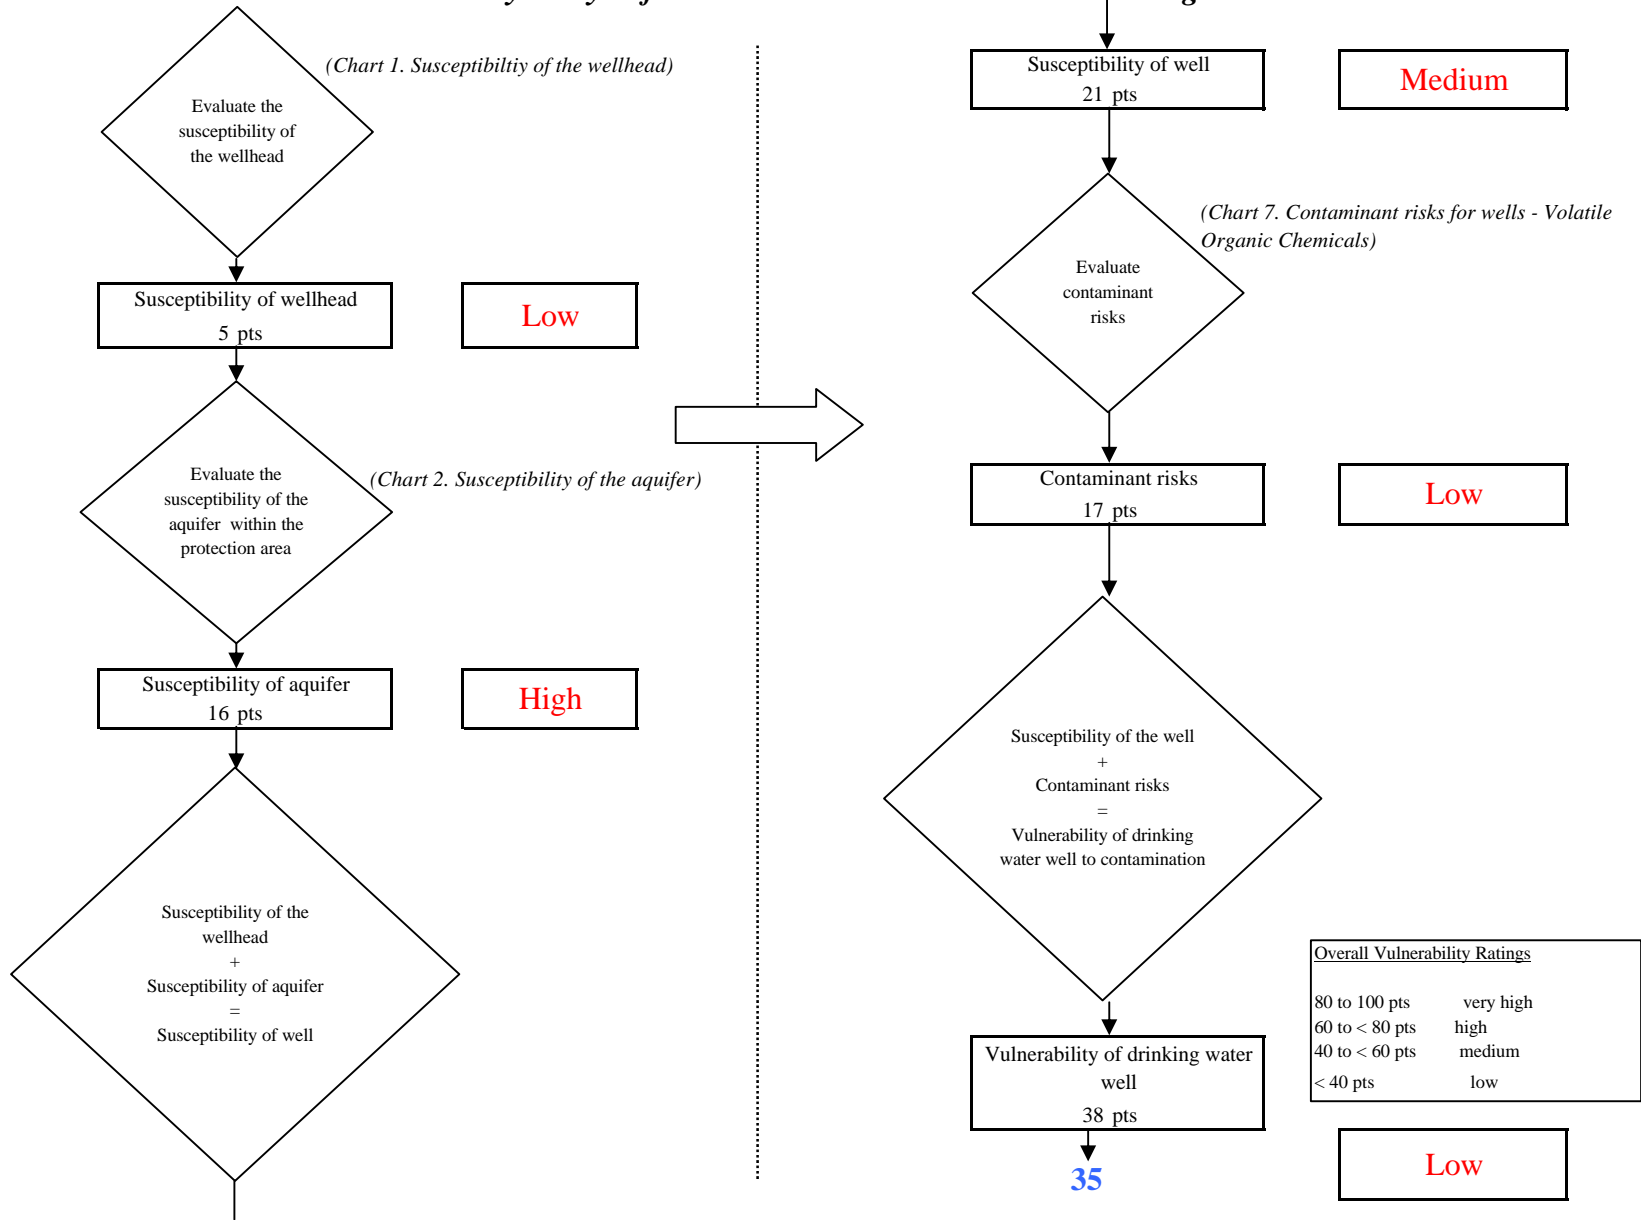 (Chart 1. Susceptibiltiy of the wellhead)
Evaluate the
susceptibility of
the wellhead
Susceptibility of wellhead
5 pts
Low
Evaluate the
susceptibility of the
aquifer within the
protection area
(Chart 2. Susceptibility of the aquifer)
Susceptibility of aquifer
16 pts
High
Susceptibility of the
wellhead
+
Susceptibility of aquifer
=
Susceptibility of well
Susceptibility of well
21 pts
Medium
(Chart 7. Contaminant risks for wells - Volatile
Organic Chemicals)
Evaluate
contaminant
risks
Contaminant risks
17 pts
Low
Susceptibility of the well
+
Contaminant risks
=
Vulnerability of drinking
water well to contamination
Overall Vulnerability Ratings
80 to 100 pts very high
60 to < 80 pts high
40 to < 60 pts medium
< 40 pts low
Vulnerability of drinking water
well
38 pts
35
Low